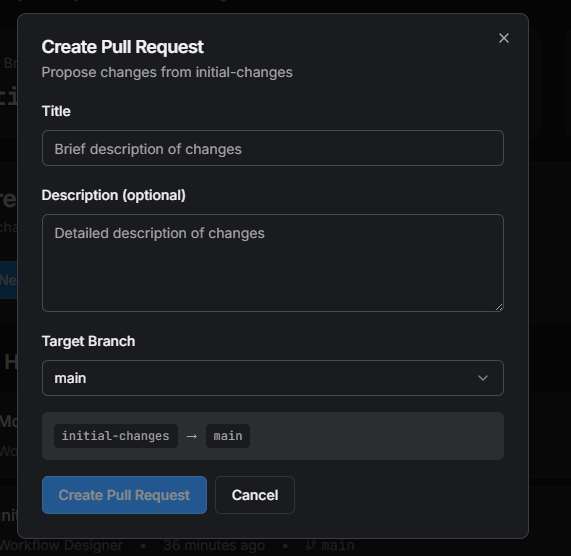 Create Pull Request
Propose changes from initial-changes
Title
Brief description of changes
Description (optional)
Detailed description of changes
Target Branch
main
initial-changes → main
Create Pull Request
Cancel
Workflow Designer • 36 minutes ago • main